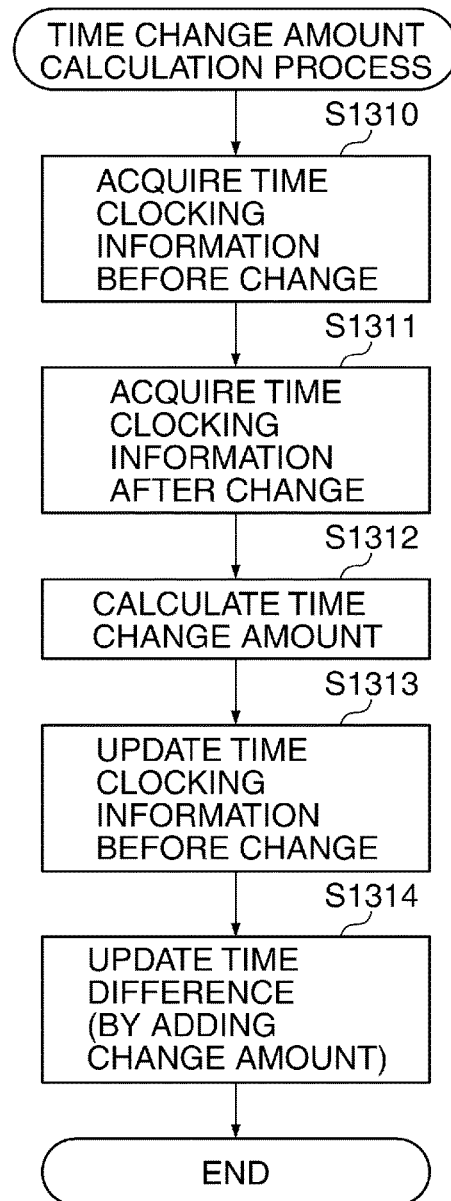 TIME CHANGE AMOUNT
CALCULATION PROCESS
S1310
ACQUIRE TIME
CLOCKING
INFORMATION
BEFORE CHANGE
S1311
ACQUIRE TIME
CLOCKING
INFORMATION
AFTER CHANGE
S1312
CALCULATE TIME
CHANGE AMOUNT
S1313
UPDATE TIME
CLOCKING
INFORMATION
BEFORE CHANGE
S1314
UPDATE TIME
DIFFERENCE
(BY ADDING
CHANGE AMOUNT)
END